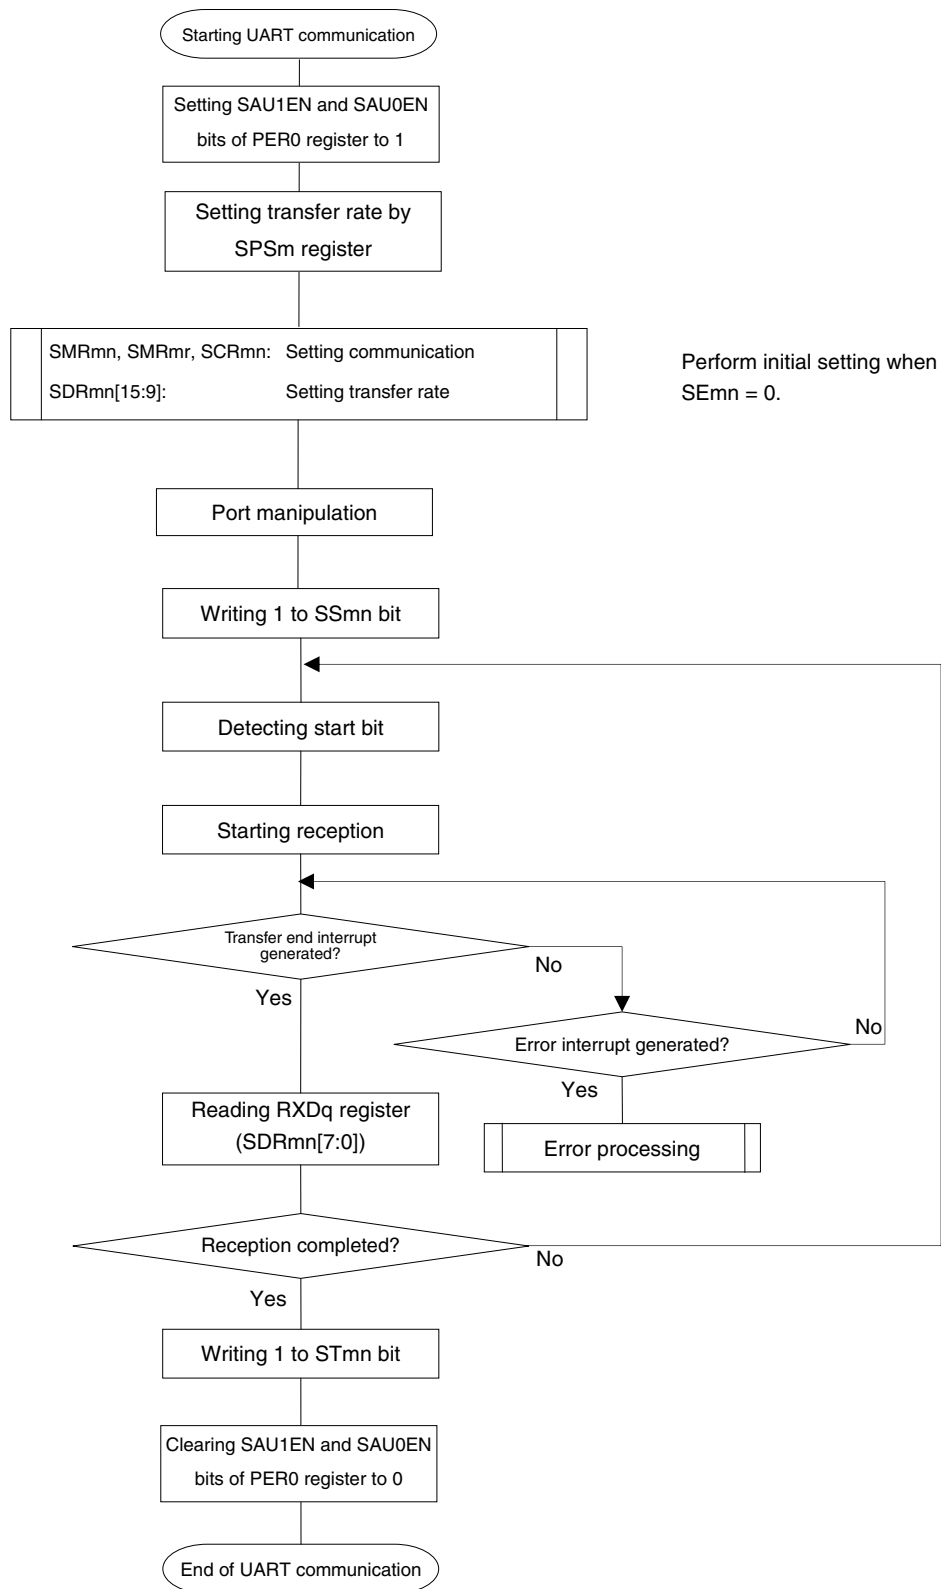 Starting UART communication
Setting SAU1EN and SAU0EN
bits of PER0 register to 1
Setting transfer rate by
SPSm register
SMRmn, SMRmr, SCRmn: Setting communication
SDRmn[15:9]: Setting transfer rate
Perform initial setting when
SEmn = 0.
Port manipulation
Writing 1 to SSmn bit
Detecting start bit
Starting reception
Transfer end interrupt
generated?
No
Yes
Error interrupt generated?
No
Yes
Error processing
Reading RXDq register
(SDRmn[7:0])
Reception completed?
No
Yes
Writing 1 to STmn bit
Clearing SAU1EN and SAU0EN
bits of PER0 register to 0
End of UART communication